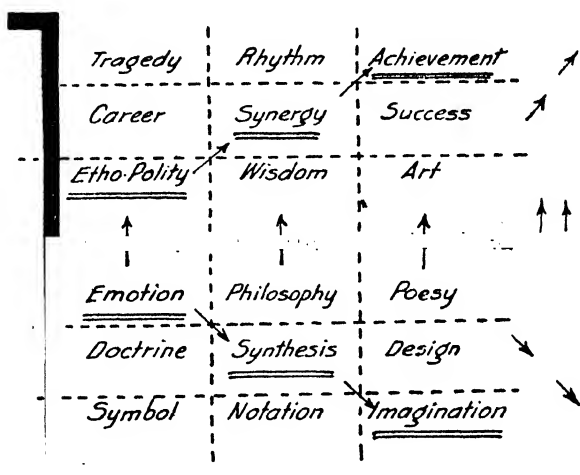 Tragedy Rhythm Achievement
Career Synergy Success
Etho-Polity Wisdom Art
Emotion Philosophy Poesy
Doctrine Synthesis Design
Symbol Notation Imagination